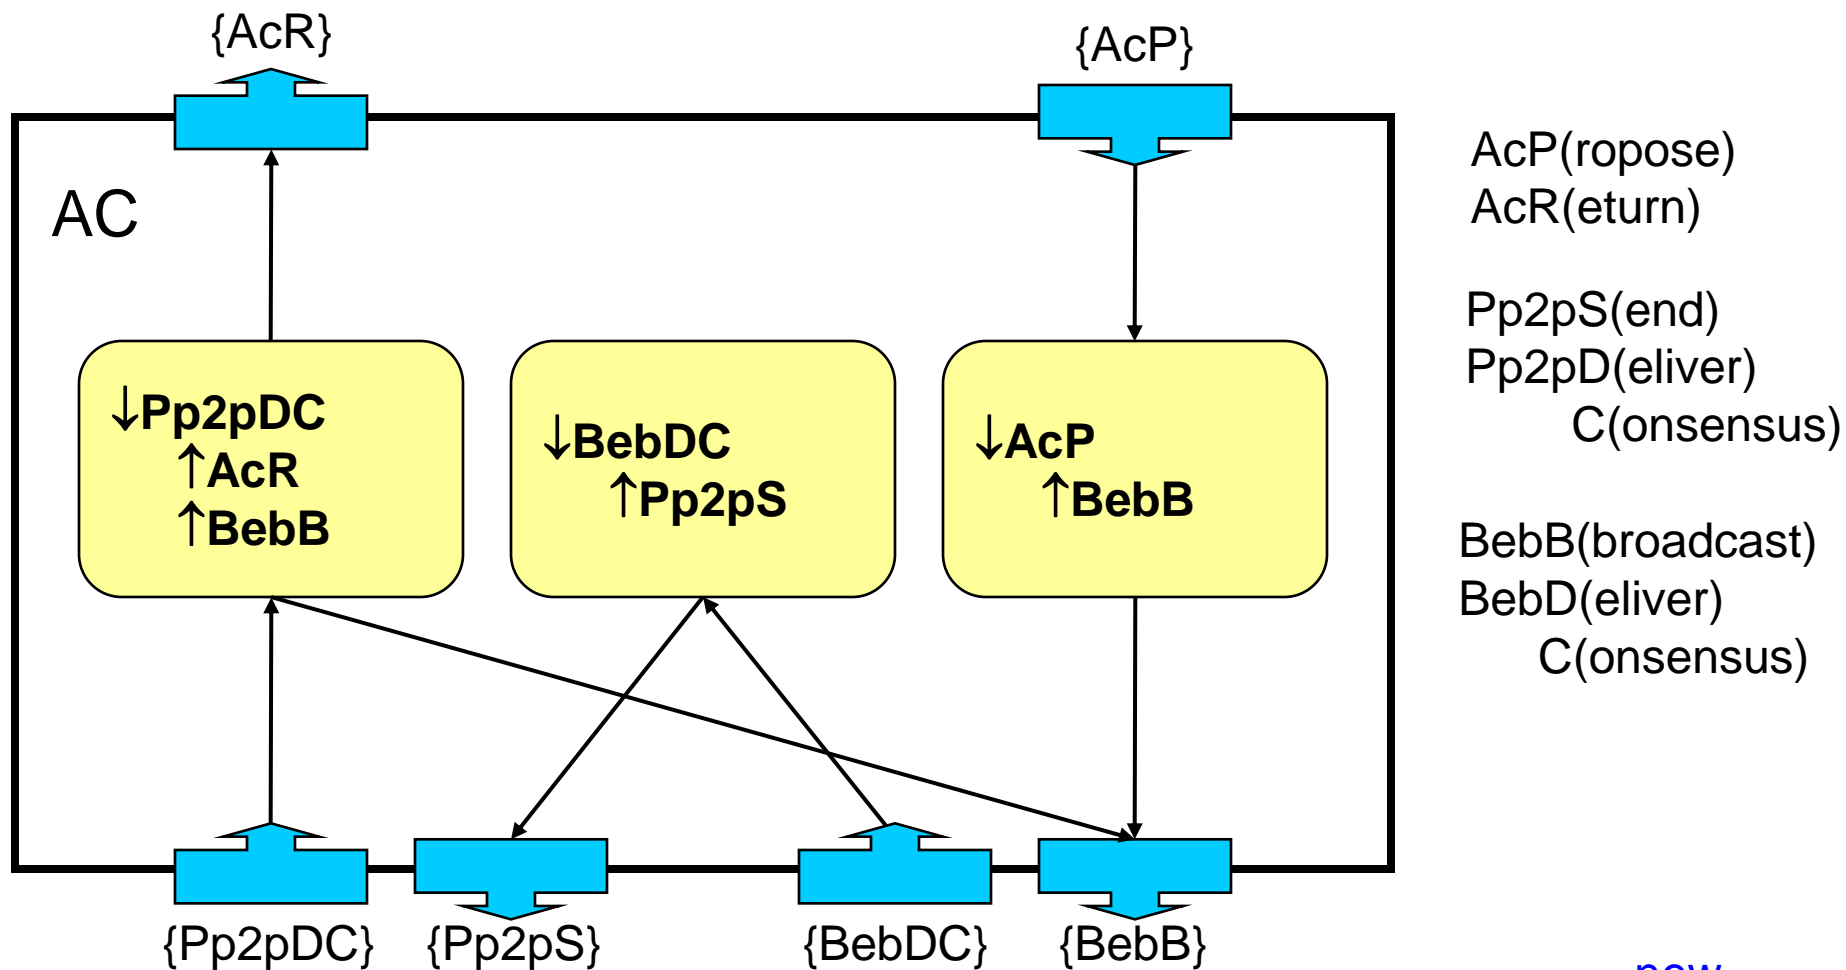 {AcR}
{AcP}
AC
↓Pp2pDC
↑AcR
↑BebB
↓BebDC
↑Pp2pS
↓AcP
↑BebB
{Pp2pDC}
{Pp2pS}
{BebDC}
{BebB}
AcP(ropose)
AcR(eturn)
Pp2pS(end)
Pp2pD(eliver)
C(onsensus)
BebB(broadcast)
BebD(eliver)
C(onsensus)
new